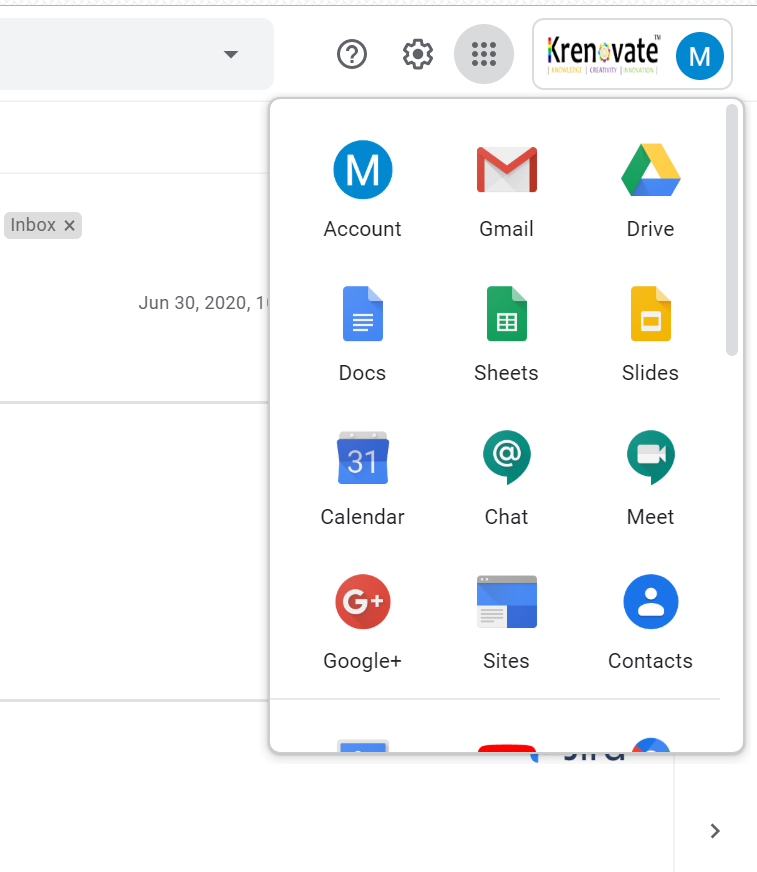 Krenovate™ M
| KNOWLEDGE | CREATIVITY | INNOVATION |
Inbox ×
Jun 30, 2020, 1
M
Account Gmail Drive
Docs Sheets Slides
31 @
Calendar Chat Meet
G+
Google+ Sites Contacts